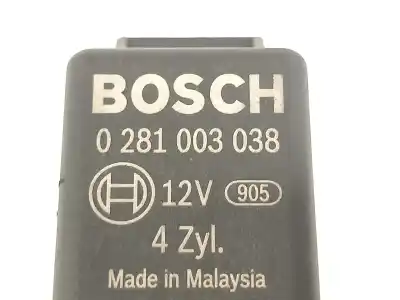 BOSCH
0 281 003 038
12V 905
4 Zyl.
Made in Malaysia